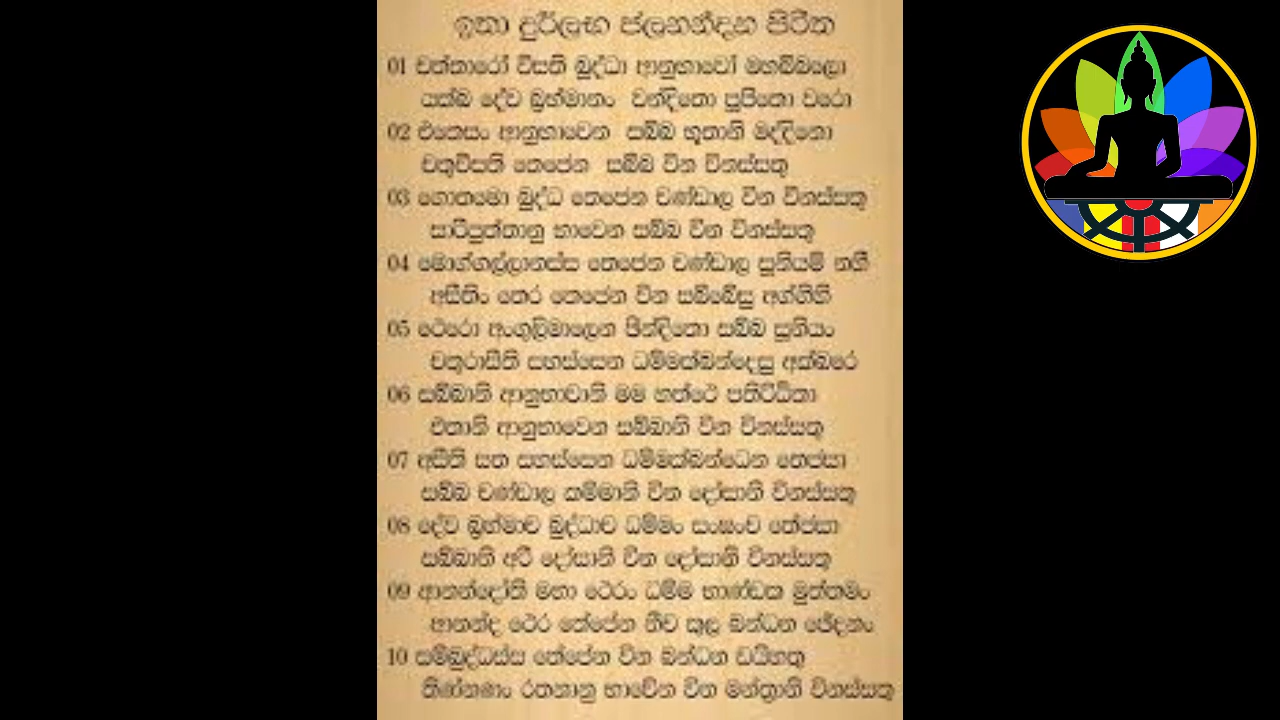 ඉතා දුර්ලභ ජලනන්දන පිරිත
01 චත්තාරෝ විසති බුද්ධා ආනුභාවෝ මහබ්බලො
යක්ඛ දේව බ්‍රහ්මානං වන්දිතො පූජිතො වරො
02 එතෙසං ආනුභාවෙන සබ්බ භූතානි මද්දිනො
චතුවිසති තෙජේන සබ්බ වින විනස්සතු
03 ගොතමො බුද්ධ තෙජෙන චණ්ඩාල වින විනස්සතු
සාරිපුත්තානු භාවෙන සබ්බ වින විනස්සතු
04 මොග්ගල්ලානස්ස තෙජේන චණ්ඩාල සූනියම් නහී
අසීතිං තෙර තෙජෙන වින සබ්බේසු අග්ගිහි
05 ථෙරො අංගුලිමාලෙන ඡින්දිතො සබ්බ සූනියං
චතුරාසීති සහස්සෙන ධම්මක්ඛන්දෙසු අක්ඛරෙ
06 සබ්බානි ආනුභාවානි මම හත්ථෙ පතිට්ඨිතා
එතානි ආනුභාවෙන සබ්බානි වින විනස්සතු
07 අසීති සත සහස්සෙන ධම්මක්ඛන්ධෙන තෙජසා
සබ්බ චණ්ඩාල කම්මානි වින දෝසානි විනස්සතු
08 දේව බ්‍රහ්මාච බුද්ධාච ධම්මං සංඝංච තේජසා
සබ්බානි අටී දෝසානි වින දෝසානි විනස්සතු
09 ආනන්දෝති මහා ථෙරං ධම්ම භාණ්ඩක මුත්තමං
ආනන්ද ථෙර තේජේන නීච කුල බන්ධන ඡේදනං
10 සම්බුද්ධස්ස තේජේන වින බන්ධන ඩයිහතු
තිණ්නණං රතනානු භාවේන වින මන්ත්‍රානි විනස්සතු